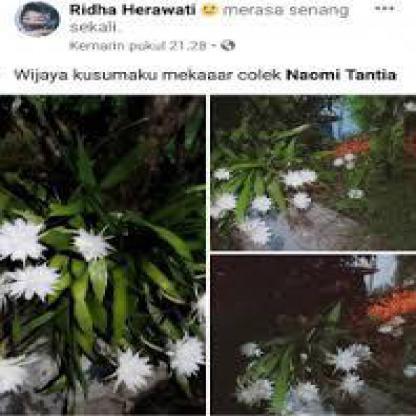 Ridha Herawati 😊 merasa senang
sekali.
Kemarin pukul 21.28 ·
Wijaya kusumaku mekaaar colek Naomi Tantia